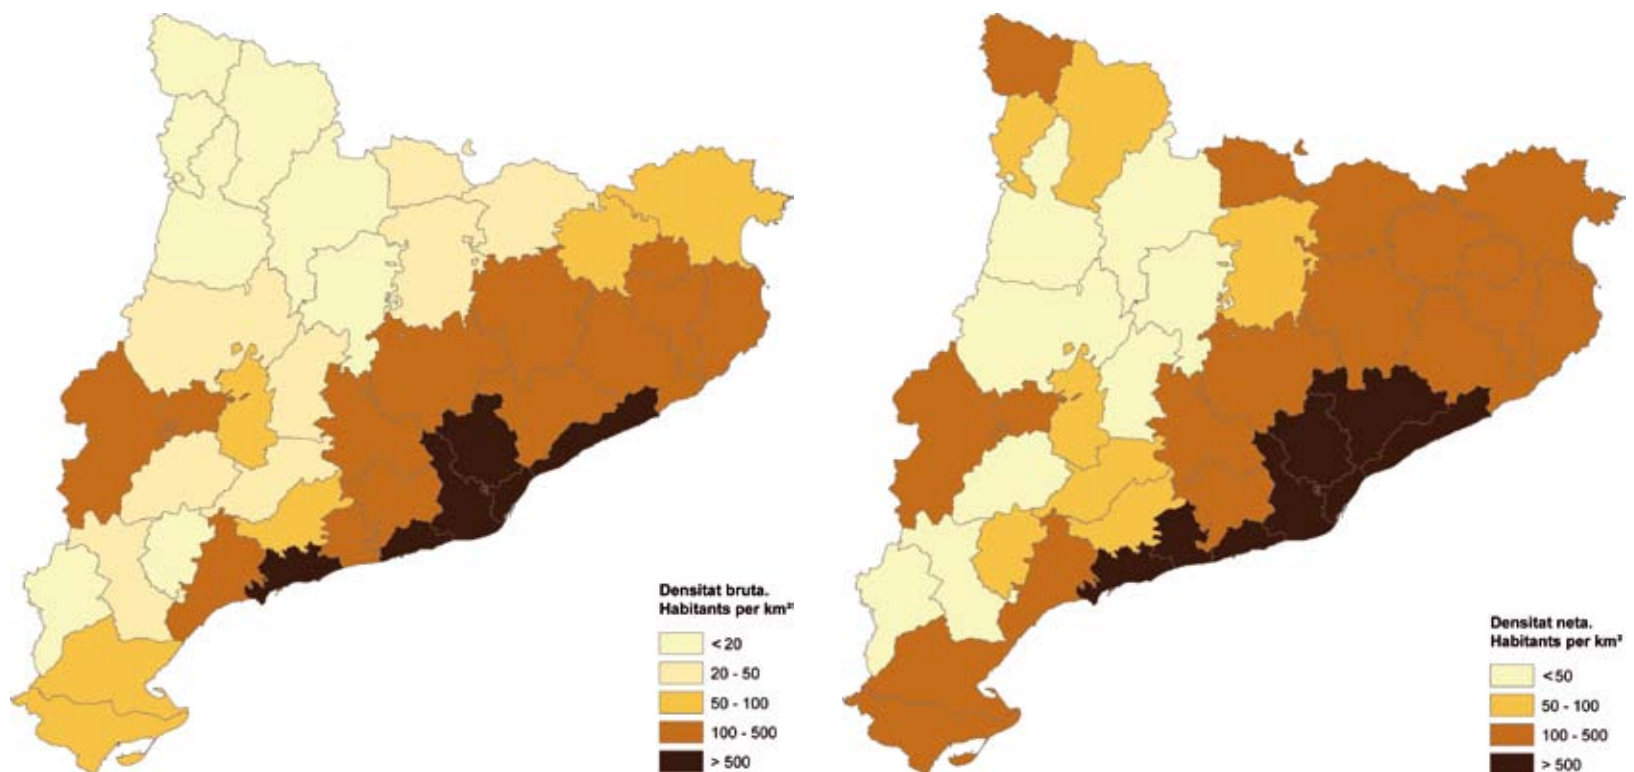 Densitat bruta.
Habitants per km²
< 20
20 - 50
50 - 100
100 - 500
> 500
Densitat neta.
Habitants per km²
<50
50 - 100
100 - 500
> 500